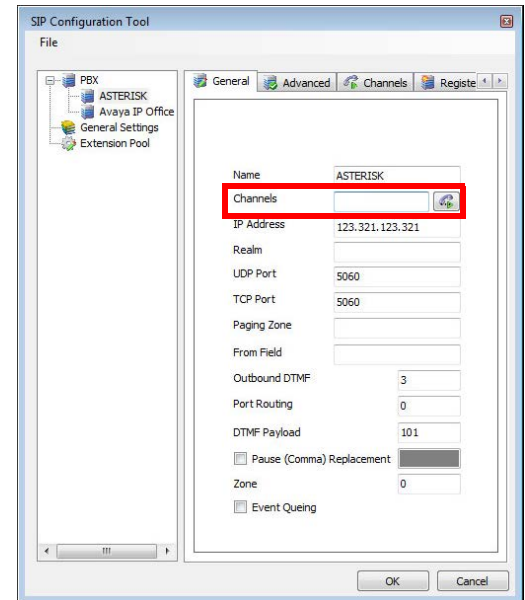 SIP Configuration Tool
File
PBX
ASTERISK
Avaya IP Office
General Settings
Extension Pool
General Advanced Channels Registe
Name ASTERISK
Channels
IP Address 123.321.123.321
Realm
UDP Port 5060
TCP Port 5060
Paging Zone
From Field
Outbound DTMF 3
Port Routing 0
DTMF Payload 101
Pause (Comma) Replacement
Zone 0
Event Queing
OK Cancel